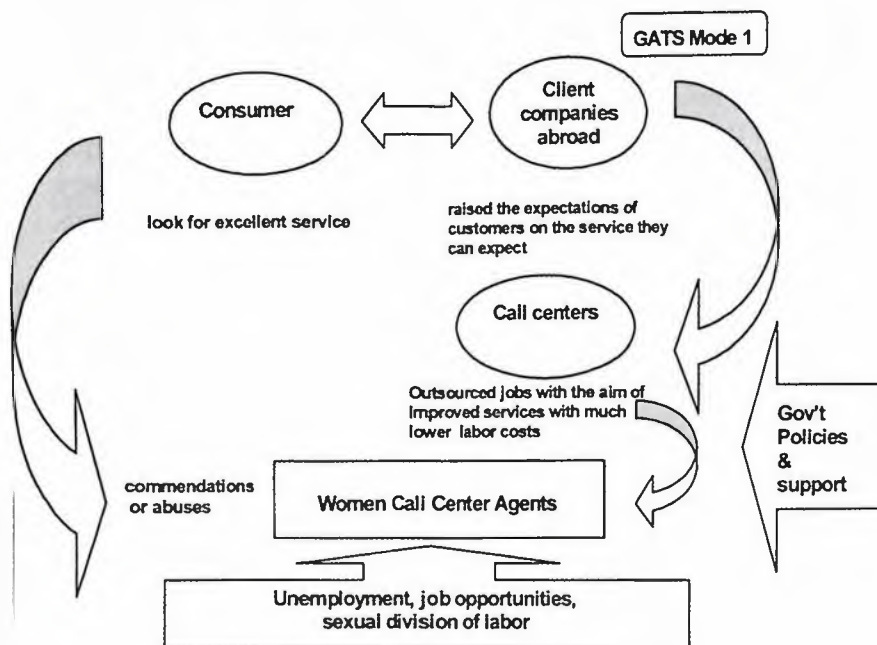 GATS Mode 1
Consumer
Client
companies
abroad
look for excellent service
raised the expectations of
customers on the service they
can expect
Call centers
Outsourced jobs with the aim of
Improved services with much
lower labor costs
Gov't
Policies
&
support
commendations
or abuses
Women Call Center Agents
Unemployment, job opportunities,
sexual division of labor